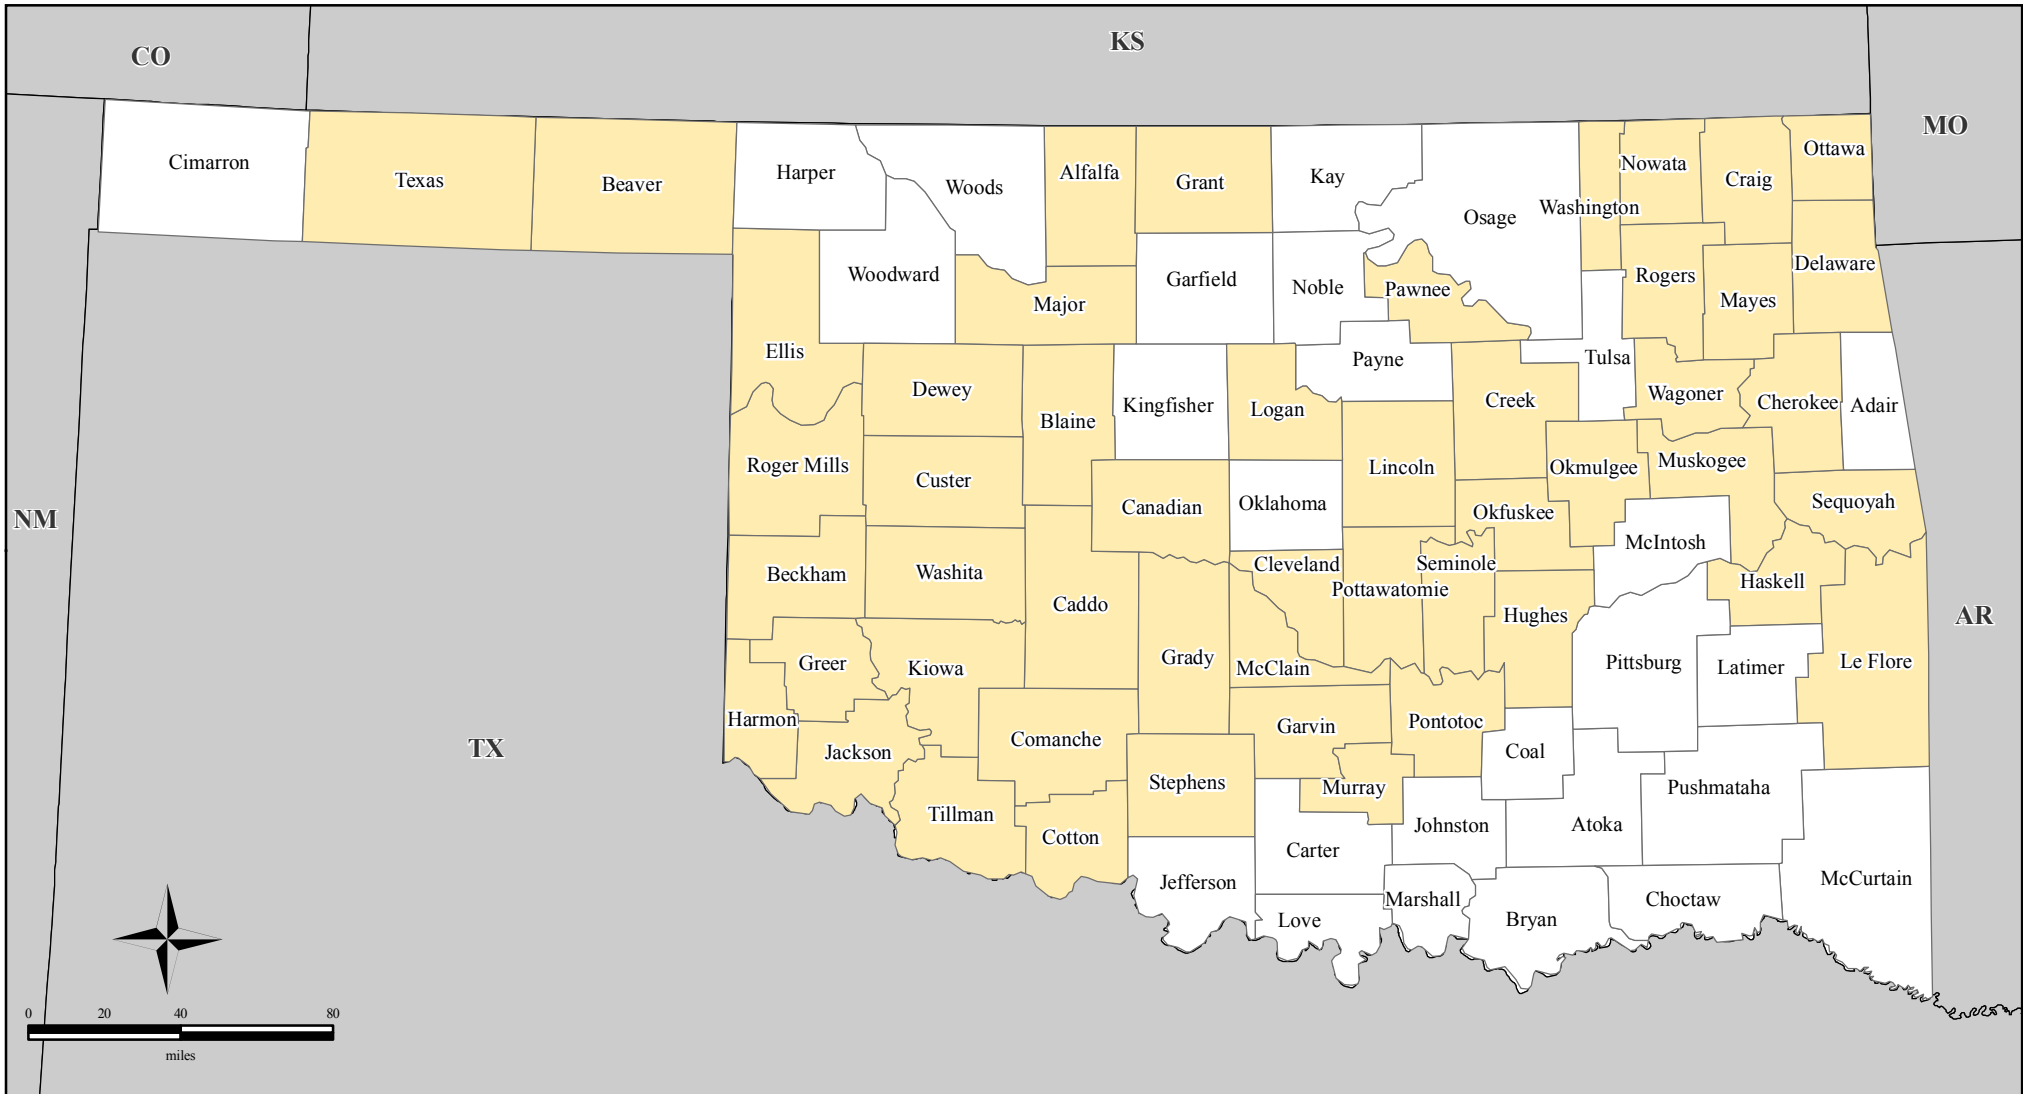 KS
CO
MO
Ottawa
Cimarron
Nowata
Harper
Alfalfa
Kay
Craig
Texas
Grant
Beaver
Woods
Washington
Osage
Delaware
Woodward
Rogers
Garfield
Noble
Pawnee
Mayes
Major
Ellis
Tulsa
Payne
Dewey
Wagoner
Creek
Cherokee
Kingfisher
Adair
Logan
Blaine
Muskogee
Roger Mills
Lincoln
Okmulgee
Custer
Sequoyah
Oklahoma
Canadian
Okfuskee
NM
McIntosh
Seminole
Cleveland
Washita
Beckham
Haskell
Pottawatomie
Caddo
Hughes
AR
Grady
Pittsburg
Le Flore
Greer
Kiowa
McClain
Latimer
Harmon
Pontotoc
Garvin
Comanche
TX
Coal
Jackson
Stephens
Murray
Pushmataha
Tillman
Johnston
Atoka
Cotton
Carter
McCurtain
Jefferson
Marshall
Choctaw
Love
Bryan
0 20 40 80
miles